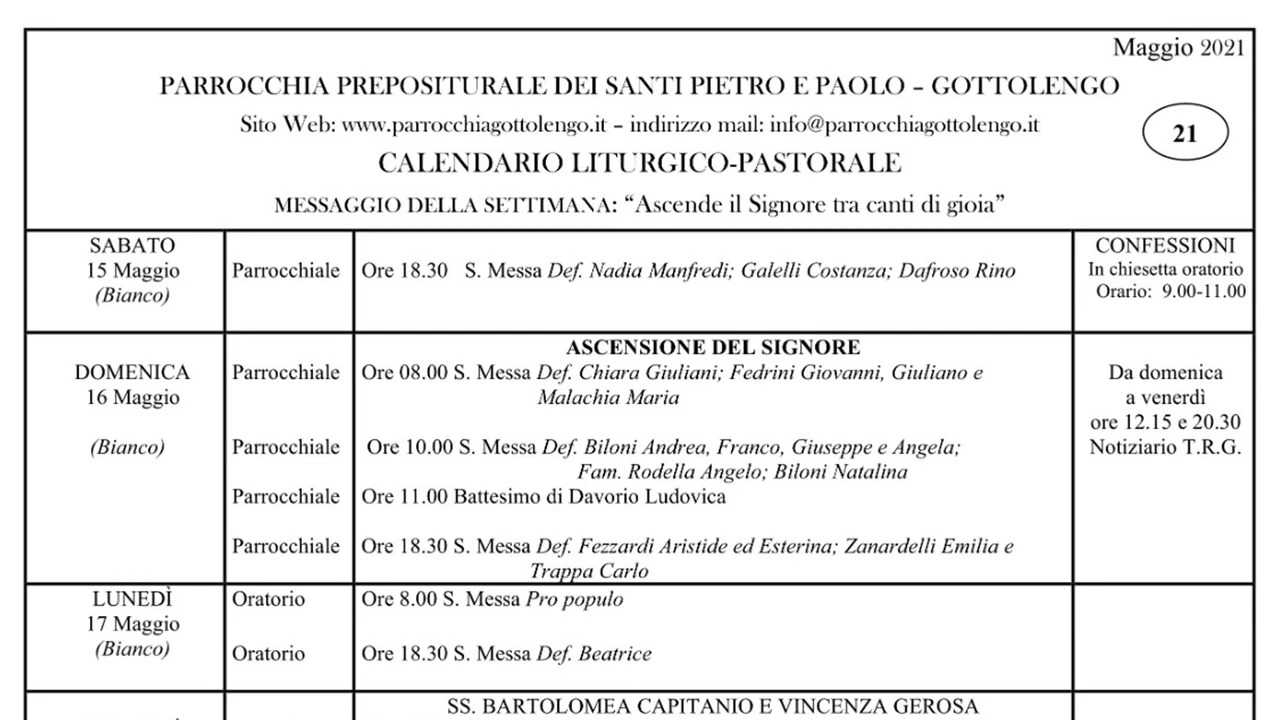 Maggio 2021
PARROCCHIA PREPOSITURALE DEI SANTI PIETRO E PAOLO – GOTTOLENGO
Sito Web: www.parrocchiagottolengo.it – indirizzo mail: info@parrocchiagottolengo.it
21
CALENDARIO LITURGICO-PASTORALE
MESSAGGIO DELLA SETTIMANA: “Ascende il Signore tra canti di gioia”
SABATO
15 Maggio
(Bianco)
Parrocchiale
Ore 18.30 S. Messa Def. Nadia Manfredi; Galelli Costanza; Dafroso Rino
CONFESSIONI
In chiesetta oratorio
Orario: 9.00-11.00
DOMENICA
16 Maggio
(Bianco)
ASCENSIONE DEL SIGNORE
Parrocchiale
Ore 08.00 S. Messa Def. Chiara Giuliani; Fedrini Giovanni, Giuliano e
Malachia Maria
Parrocchiale
Ore 10.00 S. Messa Def. Biloni Andrea, Franco, Giuseppe e Angela;
Fam. Rodella Angelo; Biloni Natalina
Parrocchiale
Ore 11.00 Battesimo di Davorio Ludovica
Parrocchiale
Ore 18.30 S. Messa Def. Fezzardi Aristide ed Esterina; Zanardelli Emilia e
Trappa Carlo
Da domenica
a venerdì
ore 12.15 e 20.30
Notiziario T.R.G.
LUNEDÌ
17 Maggio
(Bianco)
Oratorio
Ore 8.00 S. Messa Pro populo
Oratorio
Ore 18.30 S. Messa Def. Beatrice
SS. BARTOLOMEA CAPITANIO E VINCENZA GEROSA